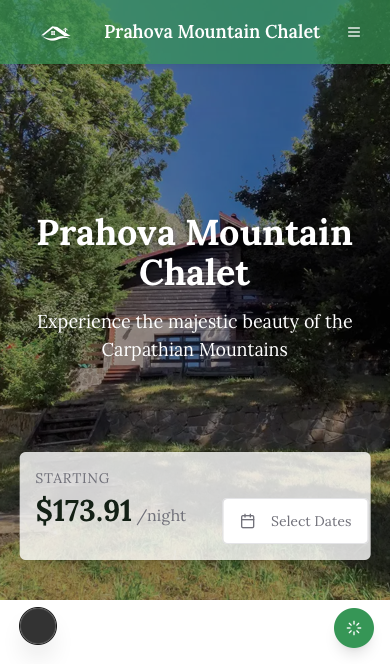 Prahova Mountain Chalet
Prahova Mountain
Chalet
Experience the majestic beauty of the
Carpathian Mountains
STARTING
$173.91 /night
Select Dates